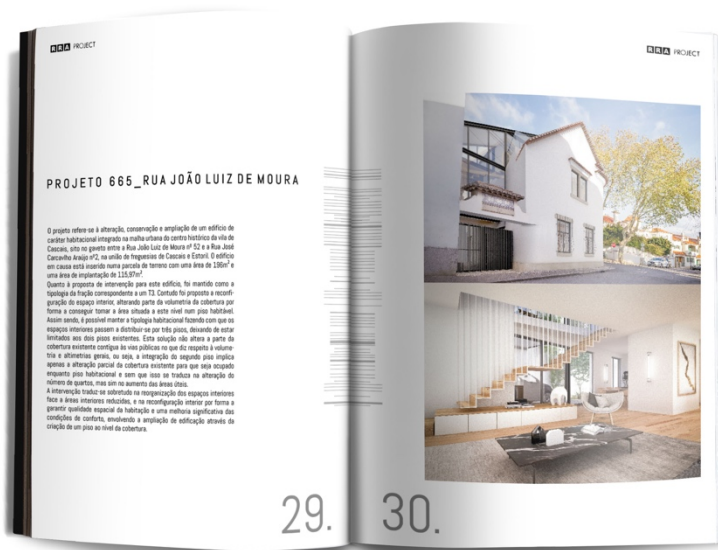 RRA PROJECT
PROJETO 665_RUA JOÃO LUIZ DE MOURA
O projeto refere-se à alteração, conservação e ampliação de um edifício de
caráter habitacional integrado na malha urbana do centro histórico da vila de
Cascais, sito no gaveto entre a Rua João Luiz de Moura nº 52 e a Rua José
Carcavilho Araújo nº2, na união de freguesias de Cascais e Estoril. O edifício
em causa está inserido numa parcela de terreno com uma área de 196m² e
uma área de implantação de 115,97m².
Quanto à proposta de intervenção para este edifício, foi mantido como a
tipologia da fração correspondente a um T3. Contudo foi proposto a reconfi-
guração do espaço interior, alterando parte da volumetria da cobertura por
forma a conseguir tornar a área situada a este nível num piso habitável.
Assim sendo, é possível manter a tipologia habitacional fazendo com que os
espaços interiores passem a distribuir-se por três pisos, deixando de estar
limitados aos dois pisos existentes. Esta solução não altera a parte da
cobertura existente contígua às vias públicas no que diz respeito à volume-
tria e altimetrias gerais, ou seja, a integração do segundo piso implica
apenas a alteração parcial da cobertura existente para que seja ocupado
enquanto piso habitacional e sem que isso se traduza na alteração do
número de quartos, mas sim no aumento das áreas úteis.
A intervenção traduz se sobretudo na reorganização dos espaços interiores
face a áreas interiores reduzidas, e na reconfiguração interior por forma a
garantir qualidade espacial da habitação e uma melhoria significativa das
condições de conforto, envolvendo a ampliação de edificação através da
criação de um piso ao nível da cobertura.
29.
RRA PROJECT
30.